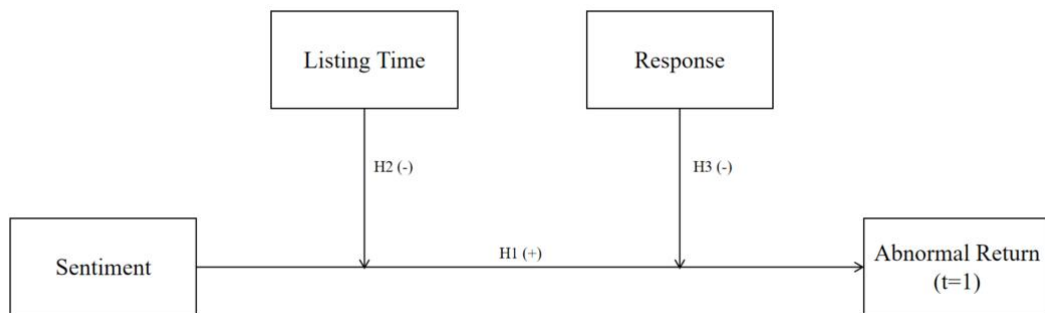 Listing Time
Response
H2 (-)
H3 (-)
H1 (+)
Sentiment
Abnormal Return
(t=1)